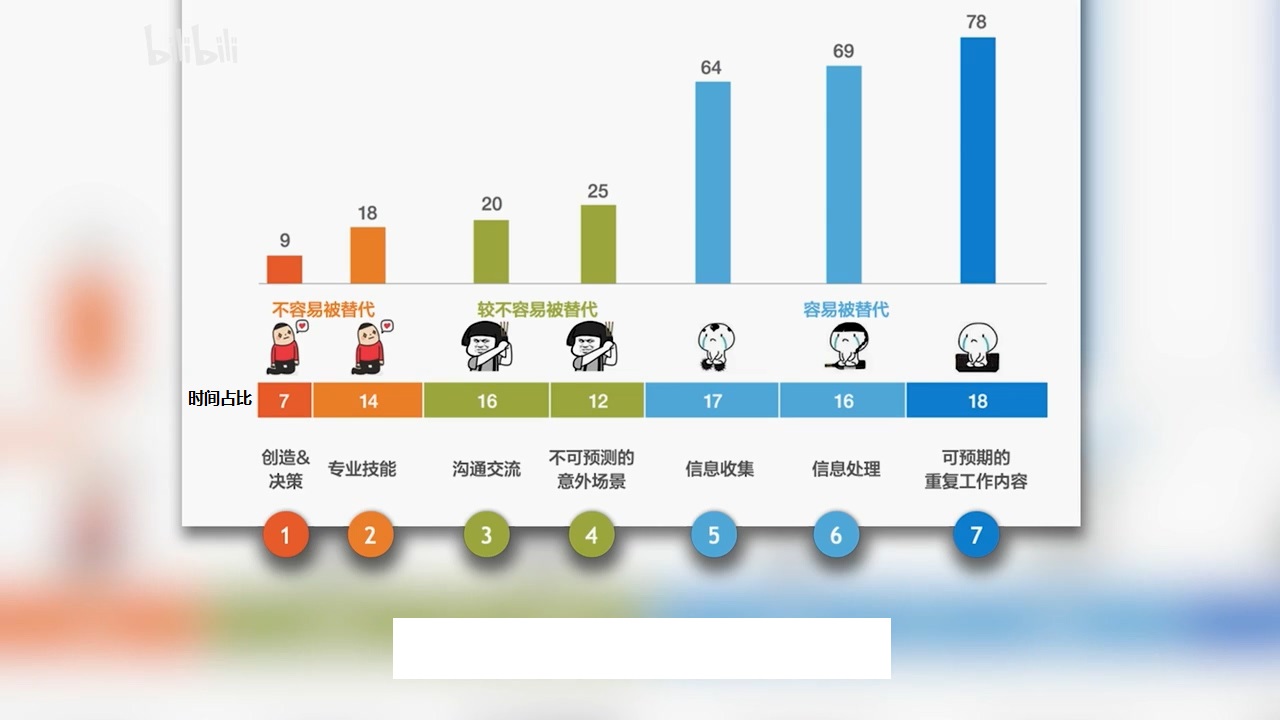 bilibili
78
69
64
25
20
18
9
不容易被替代 较不容易被替代 容易被替代
时间占比 7 14 16 12 17 16 18
创造&
决策
专业技能
沟通交流
不可预测的
意外场景
信息收集
信息处理
可预期的
重复工作内容
1 2 3 4 5 6 7